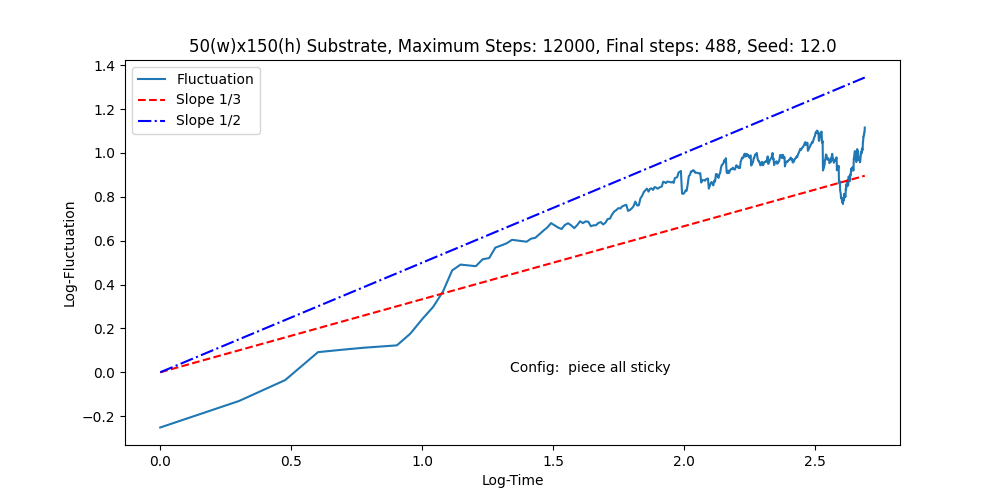 50(w)x150(h) Substrate, Maximum Steps: 12000, Final steps: 488, Seed: 12.0
Fluctuation
Slope 1/3
Slope 1/2
1.4
1.2
1.0
0.8
0.6
0.4
0.2
0.0
−0.2
Log-Fluctuation
Config:  piece all sticky
0.0 0.5 1.0 1.5 2.0 2.5
Log-Time